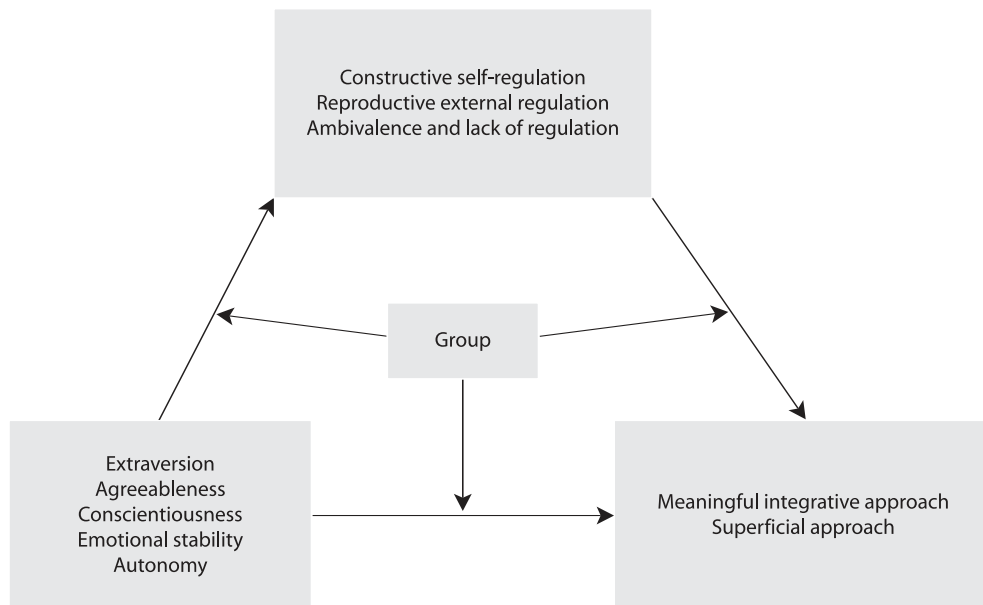 Constructive self-regulation
Reproductive external regulation
Ambivalence and lack of regulation
Group
Extraversion
Agreeableness
Conscientiousness
Emotional stability
Autonomy
Meaningful integrative approach
Superficial approach